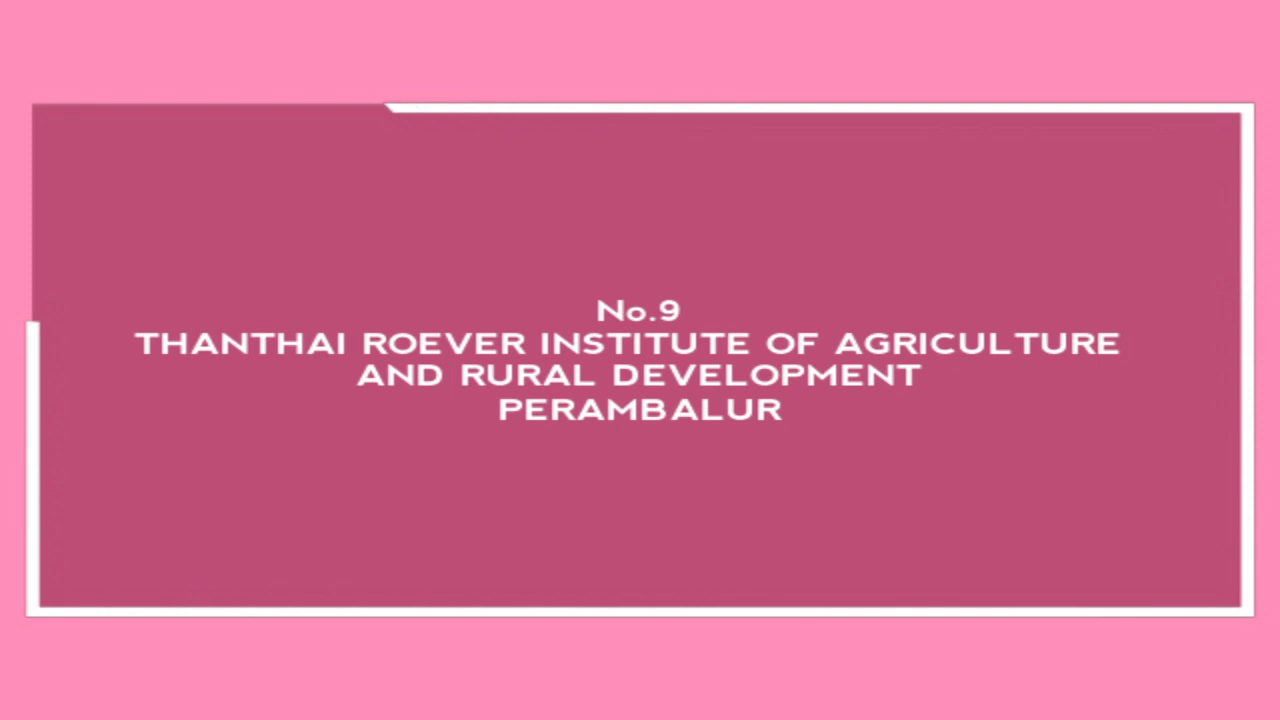 No.9
THANTHAI ROEVER INSTITUTE OF AGRICULTURE
AND RURAL DEVELOPMENT
PERAMBALUR